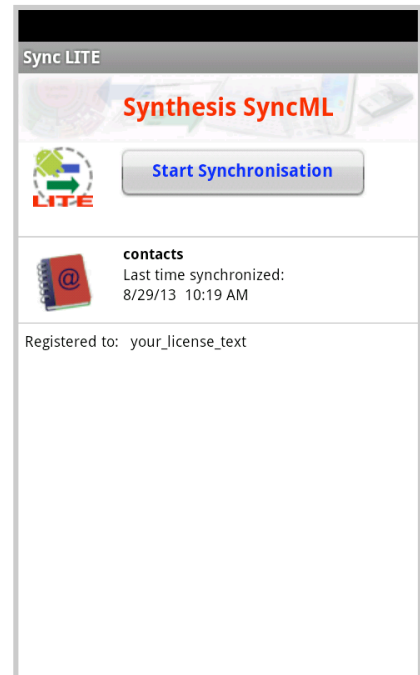 Sync LITE
Synthesis SyncML
LITE
Start Synchronisation
@
contacts
Last time synchronized:
8/29/13 10:19 AM
Registered to: your_license_text